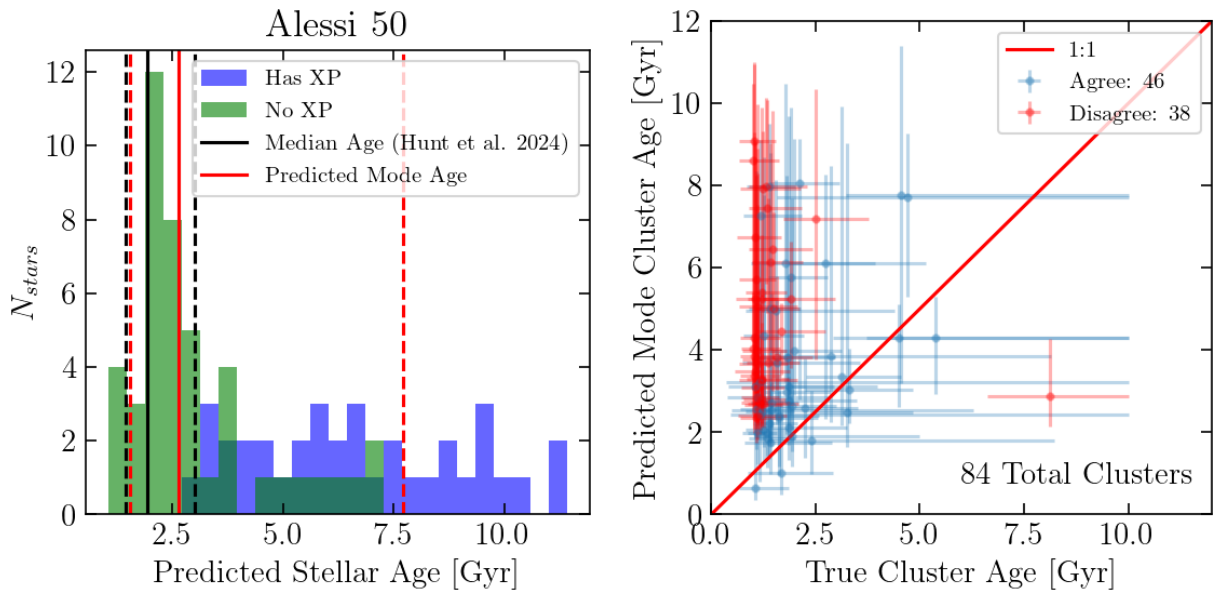 Alessi 50
12
10
8
6
4
2
0
N_stars
Has XP
No XP
Median Age (Hunt et al. 2024)
Predicted Mode Age
2.5
5.0
7.5
10.0
Predicted Stellar Age [Gyr]
12
10
8
6
4
2
0
Predicted Mode Cluster Age [Gyr]
1:1
Agree: 46
Disagree: 38
84 Total Clusters
0.0
2.5
5.0
7.5
10.0
True Cluster Age [Gyr]